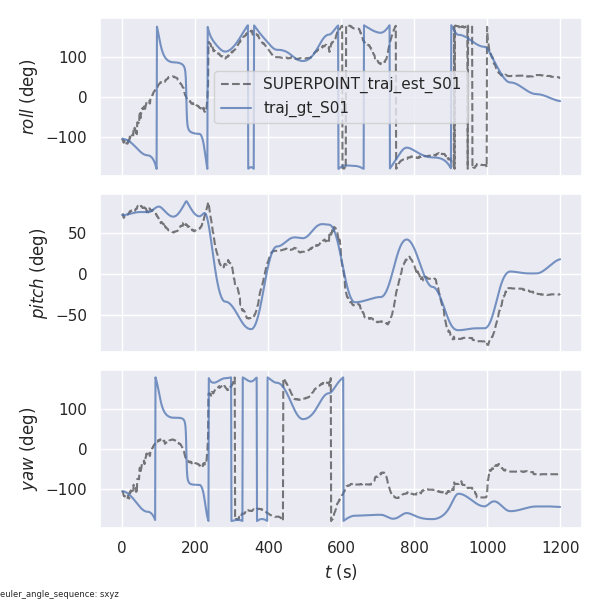 100
0
−100
roll (deg)
SUPERPOINT_traj_est_S01
traj_gt_S01
50
0
−50
pitch (deg)
100
0
−100
yaw (deg)
0 200 400 600 800 1000 1200
t (s)
euler_angle_sequence: sxyz